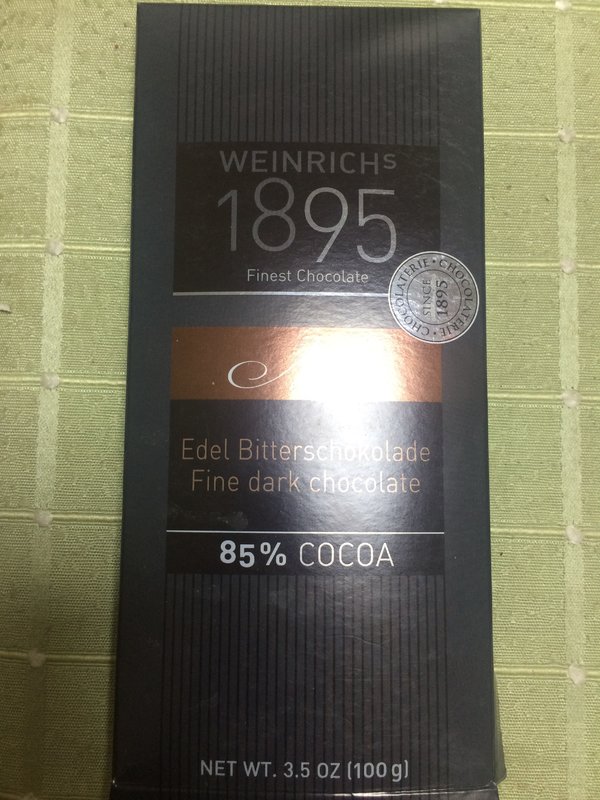 WEINRICHS
1895
Finest Chocolate
CHOCOLATERIE • CHOCOLATERIE •
SINCE
1895
Edel Bitterschokolade
Fine dark chocolate
85% COCOA
NET WT. 3.5 OZ (100 g)